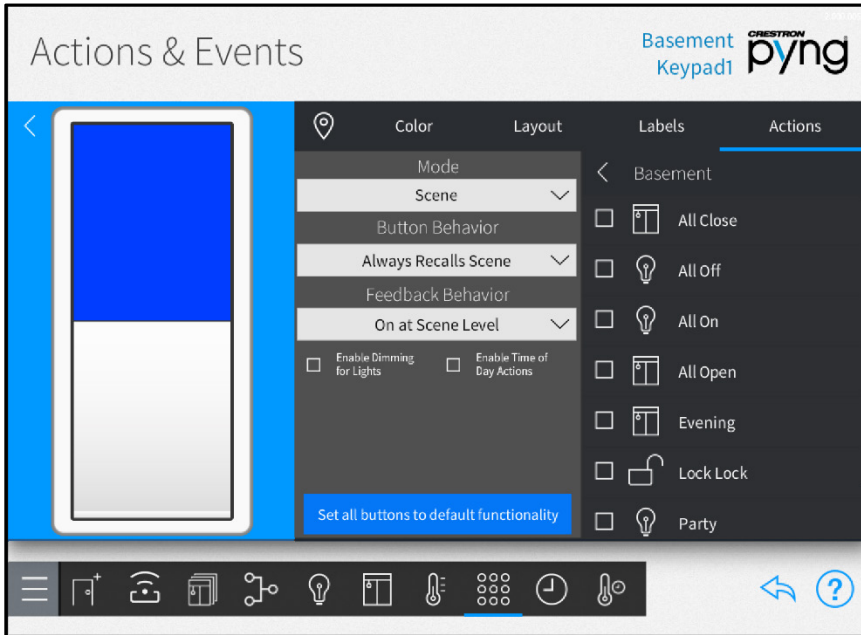 Actions & Events
Basement
Keypad1
CRESTRON
pyng
Color
Layout
Labels
Actions
Mode
Scene
Button Behavior
Always Recalls Scene
Feedback Behavior
On at Scene Level
Enable Dimming
for Lights
Enable Time of
Day Actions
Set all buttons to default functionality
Basement
All Close
All Off
All On
All Open
Evening
Lock Lock
Party
?